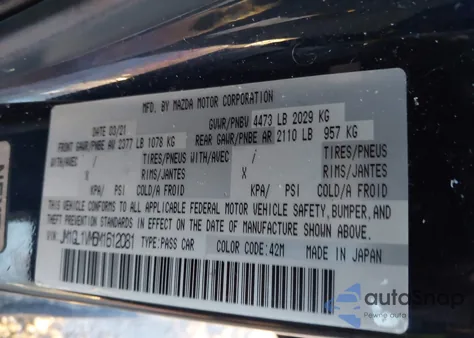 MFD. BY MAZDA MOTOR CORPORATION
DATE 03/21 GVWR/PNBV 4473 LB 2029 KG
FRONT GAWR/PNBE AV 2377 LB 1078 KG REAR GAWR/PNBE AR 2110 LB 957 KG
WITH/AVEC / TIRES/PNEUS WITH/AVEC / TIRES/PNEUS
X RIMS/JANTES X RIMS/JANTES
KPA/ PSI COLD/A FROID KPA/ PSI COLD/A FROID
THIS VEHICLE CONFORMS TO ALL APPLICABLE FEDERAL MOTOR VEHICLE SAFETY, BUMPER, AND
THEFT PREVENTION STANDARDS IN EFFECT ON THE DATE OF MANUFACTURE SHOWN ABOVE.
TYPE: PASS CAR COLOR CODE: 42M MADE IN JAPAN
autoSnap